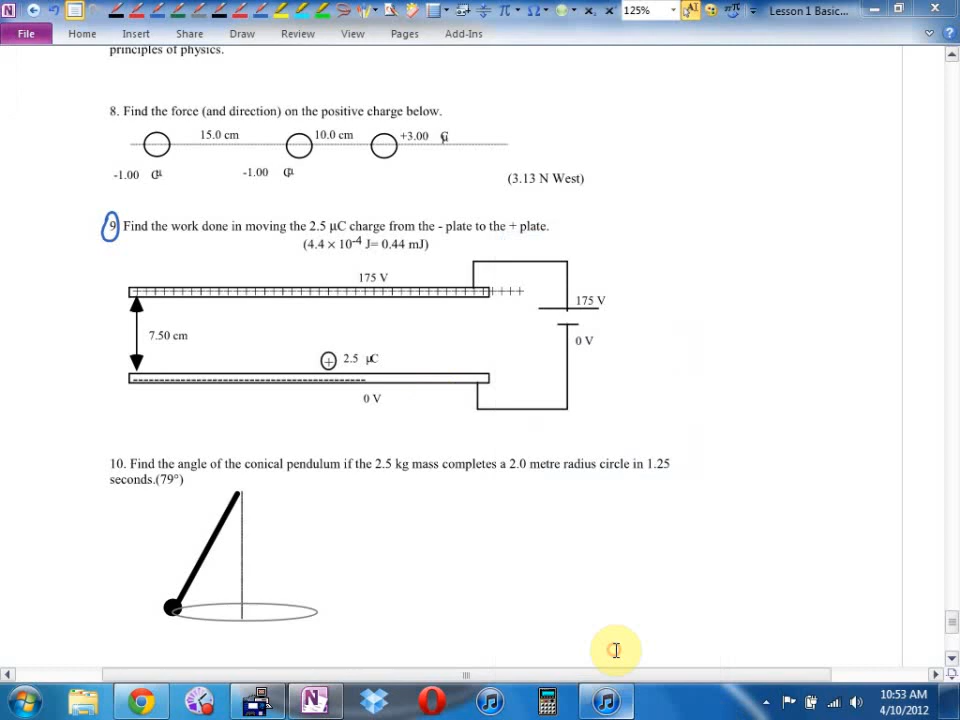 125%
Lesson 1 Basic...
File Home Insert Share Draw Review View Pages Add-Ins
principles of physics.
8. Find the force (and direction) on the positive charge below.
15.0 cm 10.0 cm +3.00 μC
-1.00 μC -1.00 μC (3.13 N West)
9. Find the work done in moving the 2.5 μC charge from the - plate to the + plate.
(4.4 × 10-4 J= 0.44 mJ)
175 V
175 V
7.50 cm
0 V
2.5 μC
0 V
10. Find the angle of the conical pendulum if the 2.5 kg mass completes a 2.0 metre radius circle in 1.25
seconds.(79°)
10:53 AM
4/10/2012